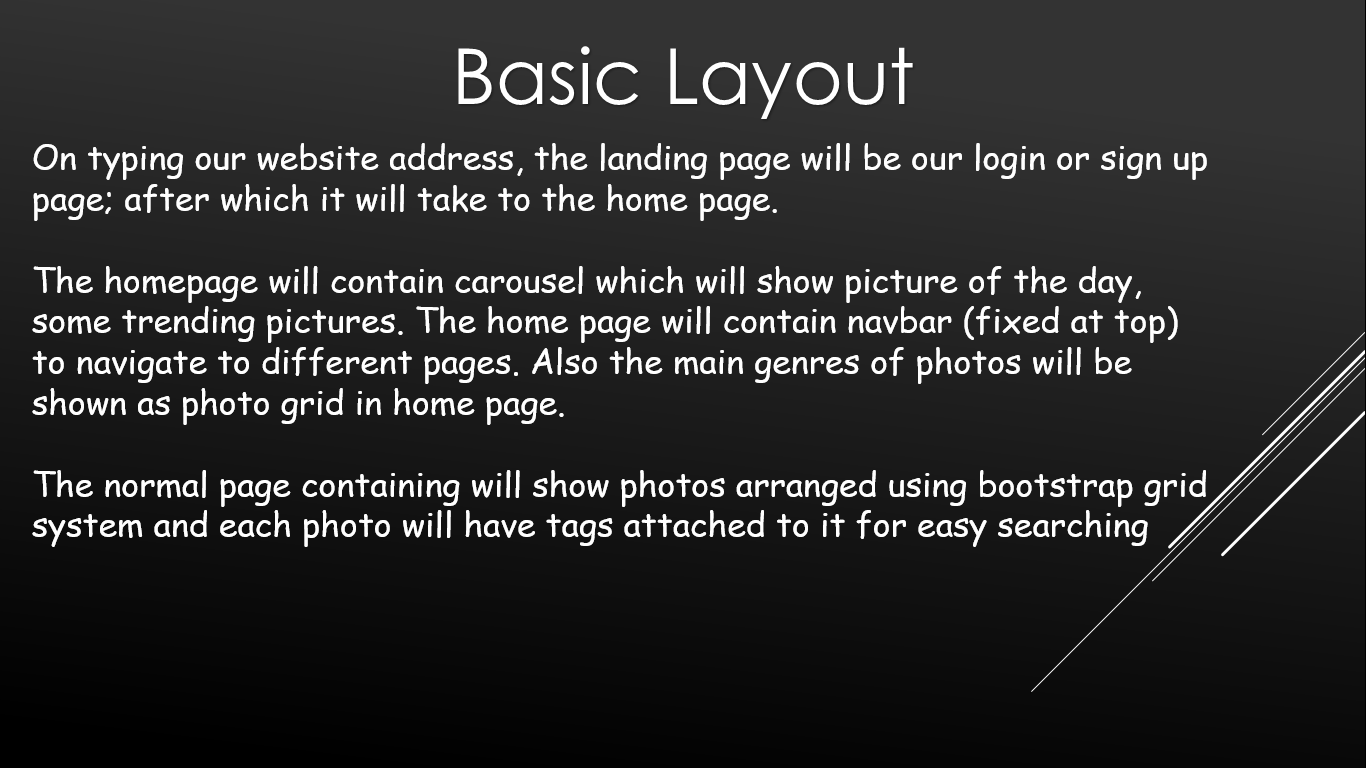 Basic Layout
On typing our website address, the landing page will be our login or sign up
page; after which it will take to the home page.
The homepage will contain carousel which will show picture of the day,
some trending pictures. The home page will contain navbar (fixed at top)
to navigate to different pages. Also the main genres of photos will be
shown as photo grid in home page.
The normal page containing will show photos arranged using bootstrap grid
system and each photo will have tags attached to it for easy searching